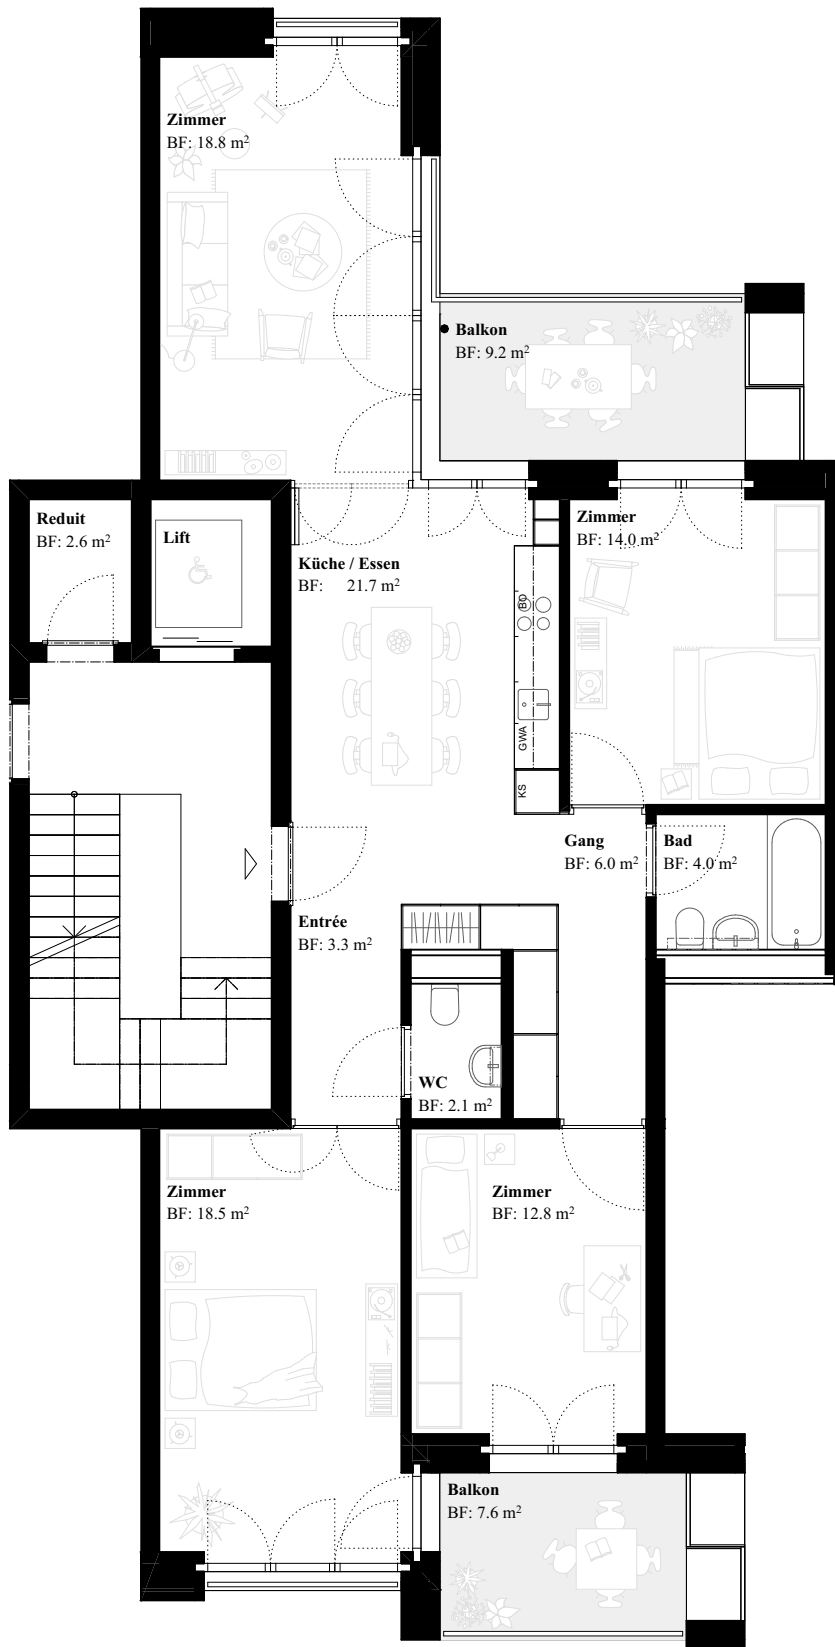 Zimmer
BF: 18.8 m²
Balkon
BF: 9.2 m²
Reduit
BF: 2.6 m²
Lift
Küche / Essen
BF: 21.7 m²
Zimmer
BF: 14.0 m²
BO
GWA
KS
Gang
BF: 6.0 m²
Bad
BF: 4.0 m²
Entrée
BF: 3.3 m²
WC
BF: 2.1 m²
Zimmer
BF: 18.5 m²
Zimmer
BF: 12.8 m²
Balkon
BF: 7.6 m²